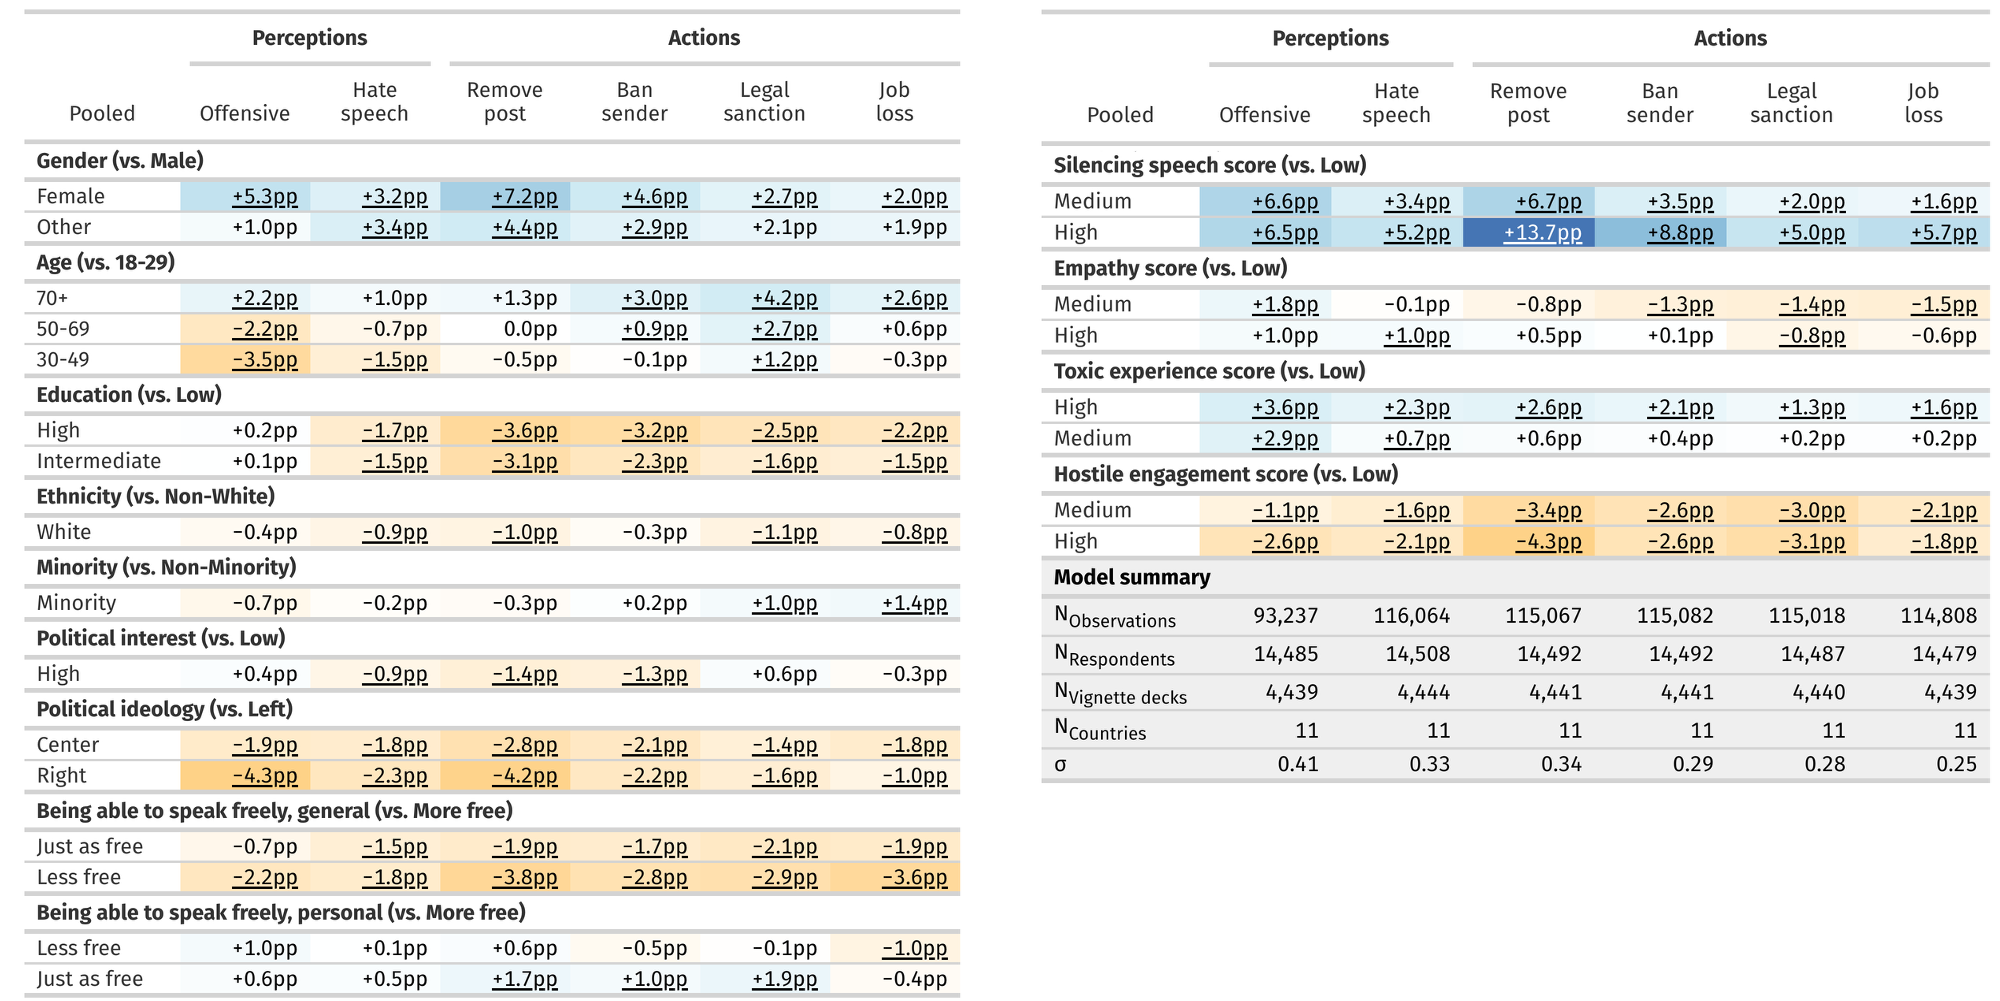 Perceptions Actions
Pooled Offensive Hate speech Remove post Ban sender Legal sanction Job loss
Gender (vs. Male)
Female +5.3pp +3.2pp +7.2pp +4.6pp +2.7pp +2.0pp
Other +1.0pp +3.4pp +4.4pp +2.9pp +2.1pp +1.9pp
Age (vs. 18-29)
70+ +2.2pp +1.0pp +1.3pp +3.0pp +4.2pp +2.6pp
50-69 −2.2pp −0.7pp 0.0pp +0.9pp +2.7pp +0.6pp
30-49 −3.5pp −1.5pp −0.5pp −0.1pp +1.2pp −0.3pp
Education (vs. Low)
High +0.2pp −1.7pp −3.6pp −3.2pp −2.5pp −2.2pp
Intermediate +0.1pp −1.5pp −3.1pp −2.3pp −1.6pp −1.5pp
Ethnicity (vs. Non-White)
White −0.4pp −0.9pp −1.0pp −0.3pp −1.1pp −0.8pp
Minority (vs. Non-Minority)
Minority −0.7pp −0.2pp −0.3pp +0.2pp +1.0pp +1.4pp
Political interest (vs. Low)
High +0.4pp −0.9pp −1.4pp −1.3pp +0.6pp −0.3pp
Political ideology (vs. Left)
Center −1.9pp −1.8pp −2.8pp −2.1pp −1.4pp −1.8pp
Right −4.3pp −2.3pp −4.2pp −2.2pp −1.6pp −1.0pp
Being able to speak freely, general (vs. More free)
Just as free −0.7pp −1.5pp −1.9pp −1.7pp −2.1pp −1.9pp
Less free −2.2pp −1.8pp −3.8pp −2.8pp −2.9pp −3.6pp
Being able to speak freely, personal (vs. More free)
Less free +1.0pp +0.1pp +0.6pp −0.5pp −0.1pp −1.0pp
Just as free +0.6pp +0.5pp +1.7pp +1.0pp +1.9pp −0.4pp
Perceptions Actions
Pooled Offensive Hate speech Remove post Ban sender Legal sanction Job loss
Silencing speech score (vs. Low)
Medium +6.6pp +3.4pp +6.7pp +3.5pp +2.0pp +1.6pp
High +6.5pp +5.2pp +13.7pp +8.8pp +5.0pp +5.7pp
Empathy score (vs. Low)
Medium +1.8pp −0.1pp −0.8pp −1.3pp −1.4pp −1.5pp
High +1.0pp +1.0pp +0.5pp +0.1pp −0.8pp −0.6pp
Toxic experience score (vs. Low)
High +3.6pp +2.3pp +2.6pp +2.1pp +1.3pp +1.6pp
Medium +2.9pp +0.7pp +0.6pp +0.4pp +0.2pp +0.2pp
Hostile engagement score (vs. Low)
Medium −1.1pp −1.6pp −3.4pp −2.6pp −3.0pp −2.1pp
High −2.6pp −2.1pp −4.3pp −2.6pp −3.1pp −1.8pp
Model summary
NObservations 93,237 116,064 115,067 115,082 115,018 114,808
NRespondents 14,485 14,508 14,492 14,492 14,487 14,479
NVignette decks 4,439 4,444 4,441 4,441 4,440 4,439
NCountries 11 11 11 11 11 11
σ 0.41 0.33 0.34 0.29 0.28 0.25